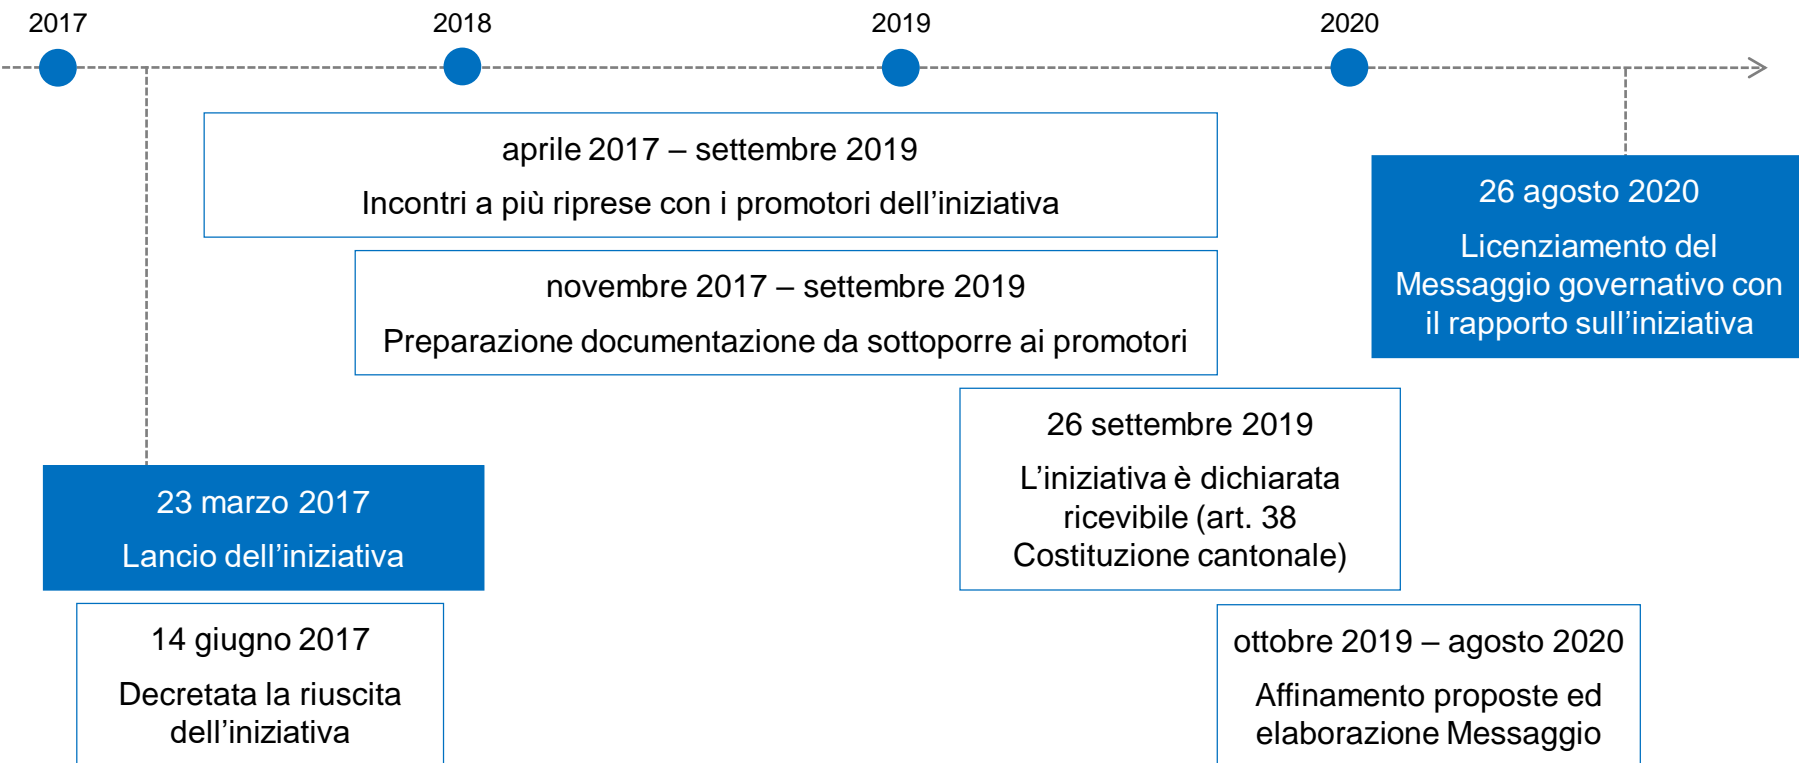 2017
2018
2019
2020
aprile 2017 – settembre 2019
Incontri a più riprese con i promotori dell’iniziativa
26 agosto 2020
Licenziamento del
Messaggio governativo con
il rapporto sull’iniziativa
novembre 2017 – settembre 2019
Preparazione documentazione da sottoporre ai promotori
26 settembre 2019
L’iniziativa è dichiarata
ricevibile (art. 38
Costituzione cantonale)
23 marzo 2017
Lancio dell’iniziativa
14 giugno 2017
Decretata la riuscita
dell’iniziativa
ottobre 2019 – agosto 2020
Affinamento proposte ed
elaborazione Messaggio